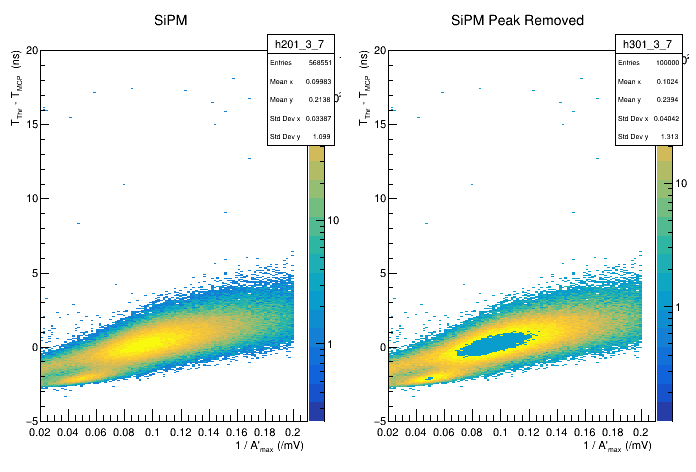 SiPM
h201_3_7
Entries 568551
Mean x 0.09983
Mean y 0.2138
Std Dev x 0.03387
Std Dev y 1.099
T_Thr - T_MCP (ns)
20
15
10
5
0
−5
0.02 0.04 0.06 0.08 0.1 0.12 0.14 0.16 0.18 0.2
1 / A'_max (/mV)
10
1
SiPM Peak Removed
h301_3_7
Entries 100000
Mean x 0.1024
Mean y 0.2394
Std Dev x 0.04042
Std Dev y 1.313
T_Thr - T_MCP (ns)
20
15
10
5
0
−5
0.02 0.04 0.06 0.08 0.1 0.12 0.14 0.16 0.18 0.2
1 / A'_max (/mV)
10
1